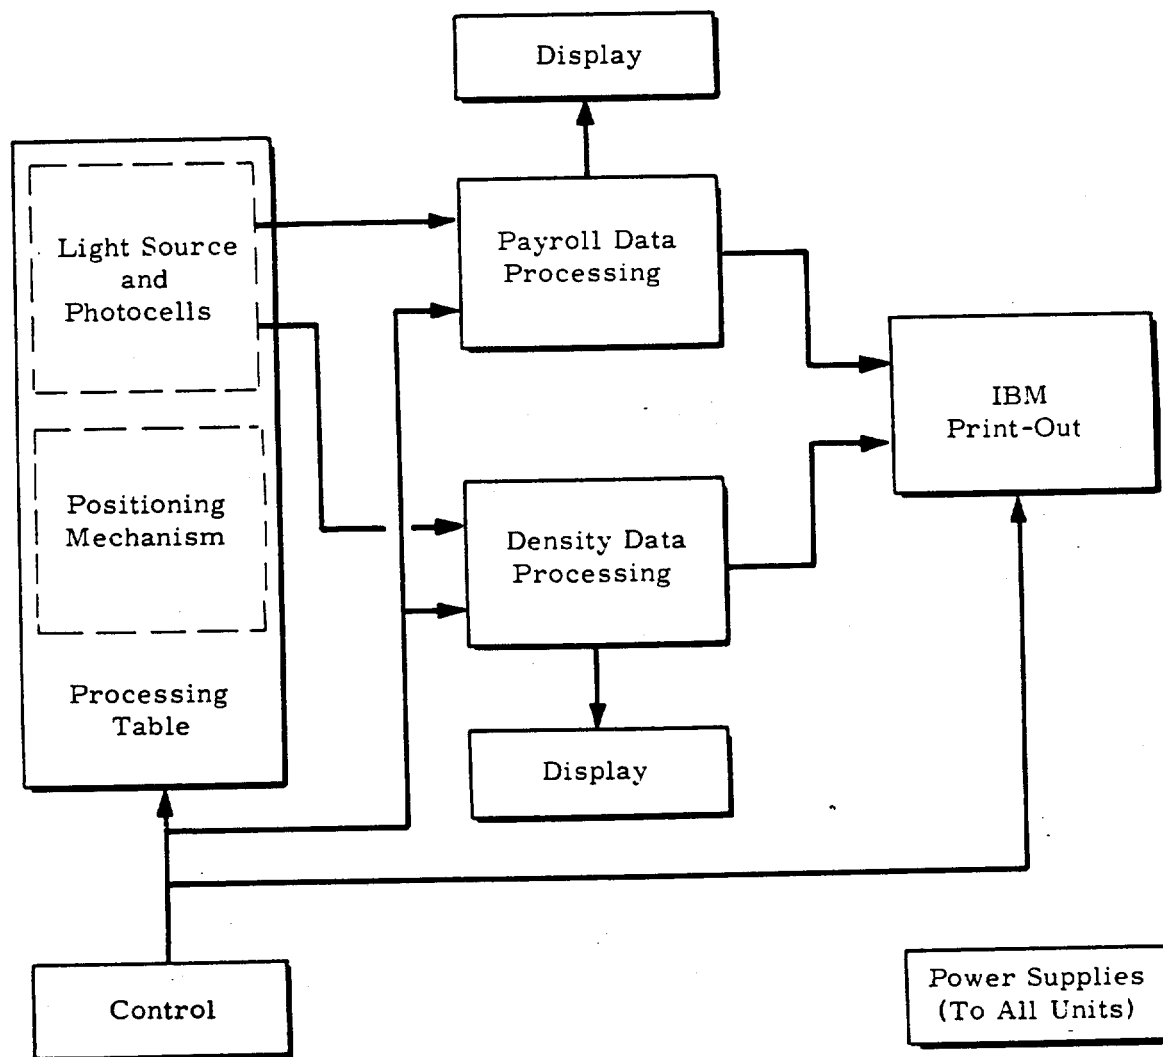 Display
Light Source
and
Photocells
Payroll Data
Processing
IBM
Print-Out
Positioning
Mechanism
Density Data
Processing
Processing
Table
Display
Control
Power Supplies
(To All Units)